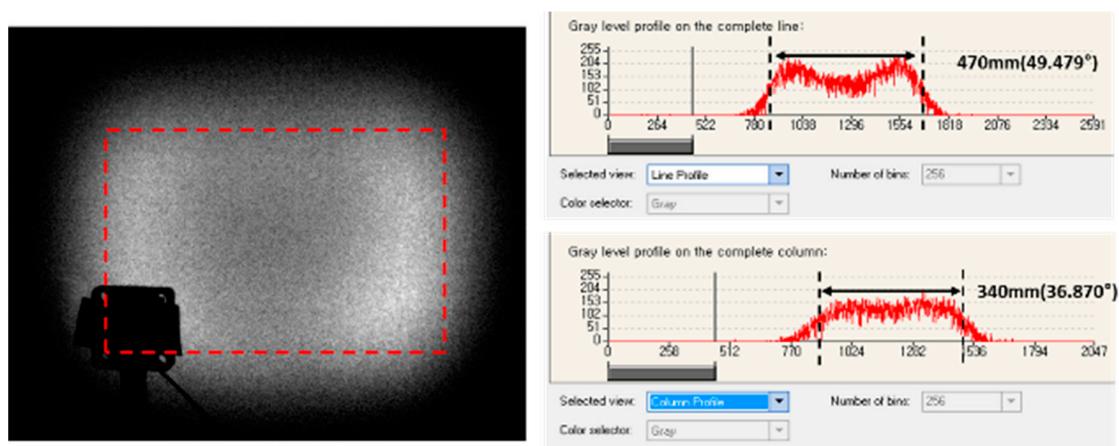 Gray level profile on the complete line:
255
204
153
102
51
0
470mm(49.479°)
0 264 522 780 1038 1296 1554 1818 2076 2334 2591
Selected view: Line Profile Number of bins: 256
Color selector: Gray
Gray level profile on the complete column:
255
204
153
102
51
0
340mm(36.870°)
0 258 512 770 1024 1282 1536 1794 2047
Selected view: Column Profile Number of bins: 256
Color selector: Gray